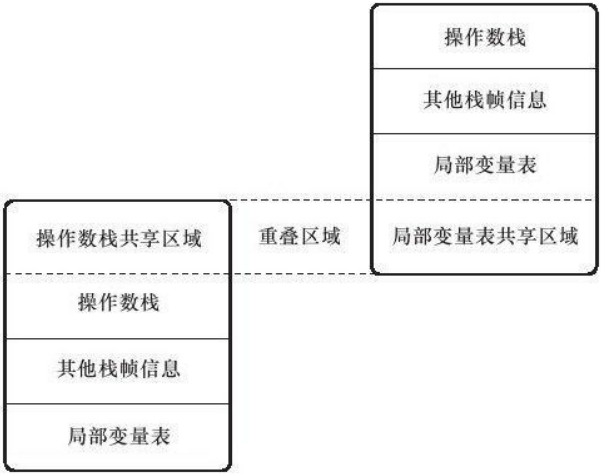 操作数栈
其他栈帧信息
局部变量表
操作数栈共享区域
重叠区域
局部变量表共享区域
操作数栈
其他栈帧信息
局部变量表